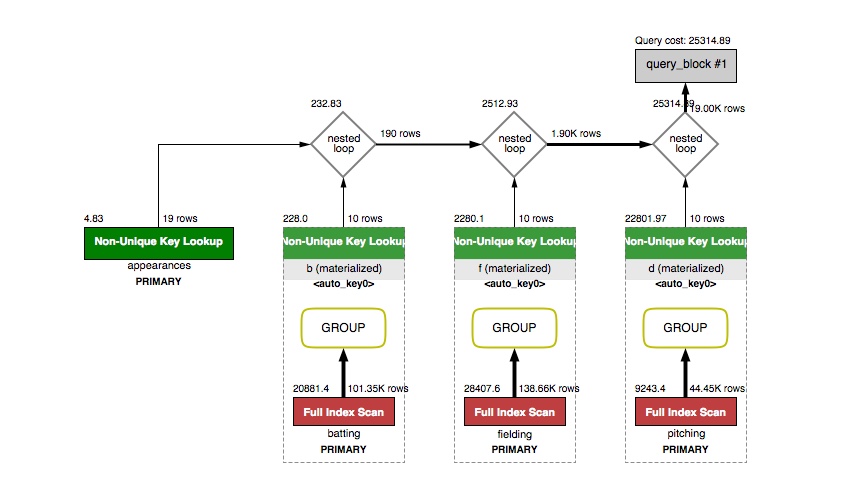 Query cost: 25314.89
query_block #1
232.83
2512.93
25314.89
19.00K rows
nested
loop
190 rows
nested
loop
1.90K rows
nested
loop
4.83
19 rows
228.0
10 rows
2280.1
10 rows
22801.97
10 rows
Non-Unique Key Lookup
Non-Unique Key Lookup
Non-Unique Key Lookup
Non-Unique Key Lookup
appearances
PRIMARY
b (materialized)
<auto_key0>
f (materialized)
<auto_key0>
d (materialized)
<auto_key0>
GROUP
GROUP
GROUP
20881.4
101.35K rows
28407.6
138.66K rows
9243.4
44.45K rows
Full Index Scan
Full Index Scan
Full Index Scan
batting
PRIMARY
fielding
PRIMARY
pitching
PRIMARY